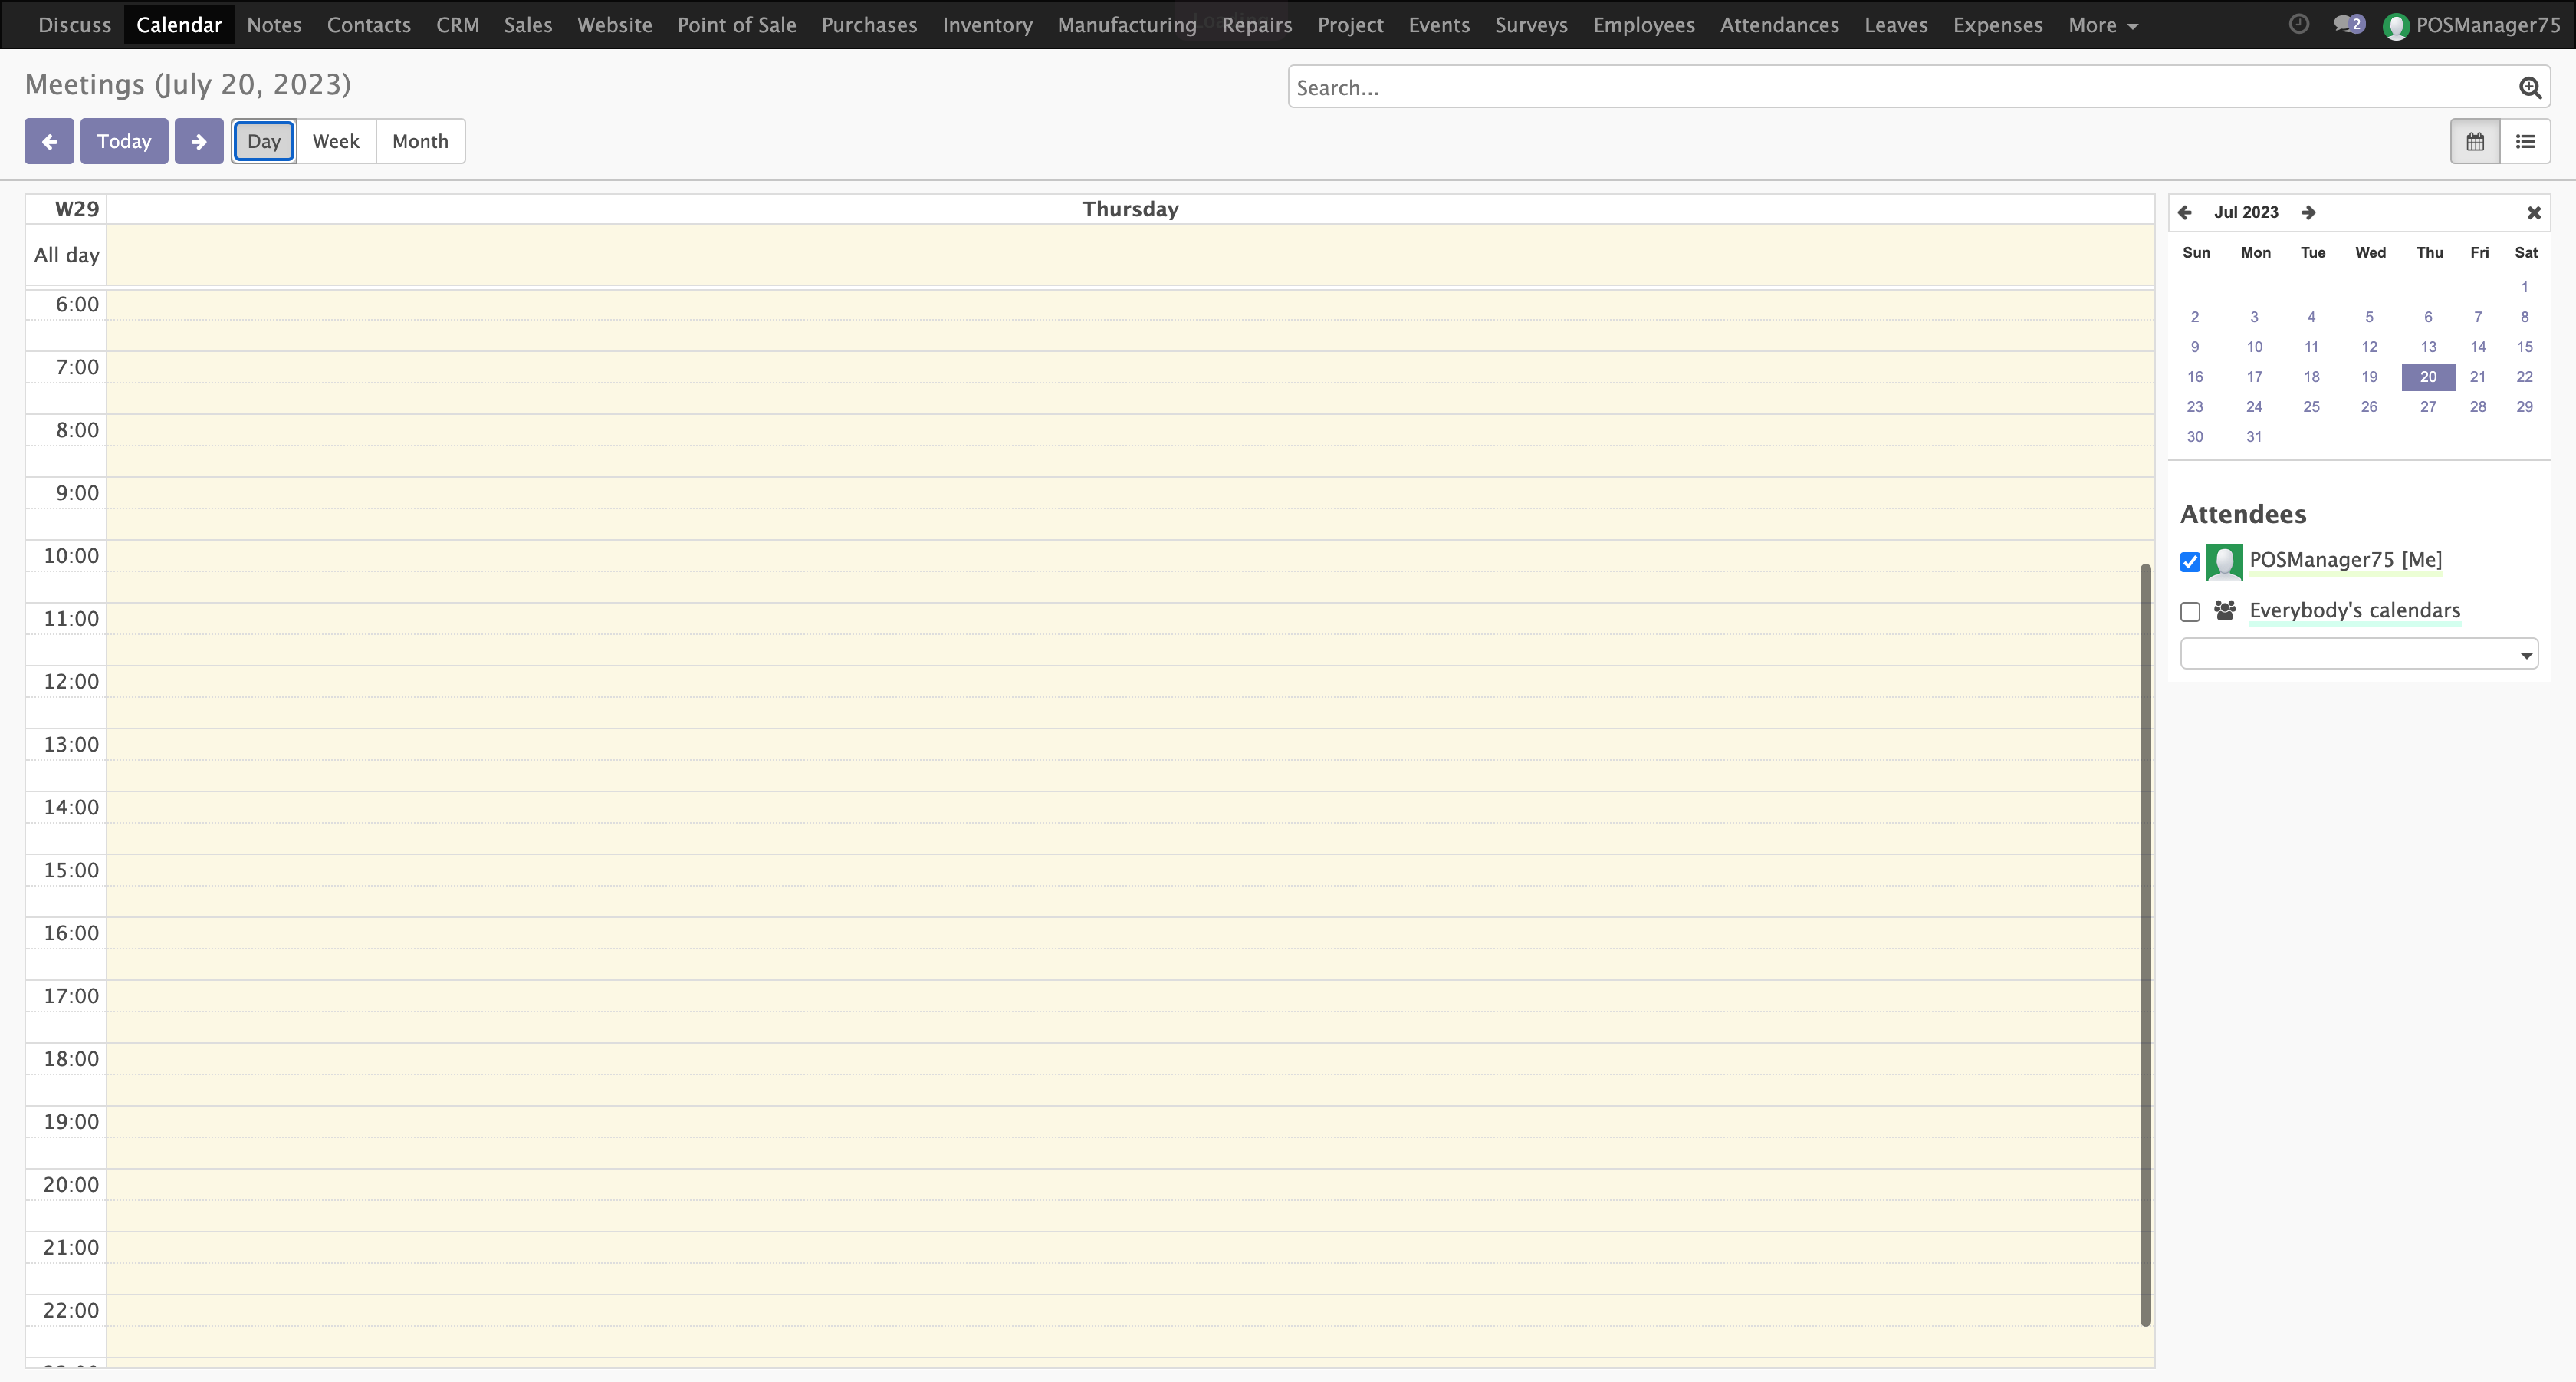 Discuss Calendar Notes Contacts CRM Sales Website Point of Sale Purchases Inventory Manufacturing Repairs Project Events Surveys Employees Attendances Leaves Expenses More 2 POSManager75
Meetings (July 20, 2023)
Search...
Today Day Week Month
W29 Thursday
All day
6:00
7:00
8:00
9:00
10:00
11:00
12:00
13:00
14:00
15:00
16:00
17:00
18:00
19:00
20:00
21:00
22:00
Jul 2023
Sun Mon Tue Wed Thu Fri Sat
1
2 3 4 5 6 7 8
9 10 11 12 13 14 15
16 17 18 19 20 21 22
23 24 25 26 27 28 29
30 31
Attendees
POSManager75 [Me]
Everybody's calendars